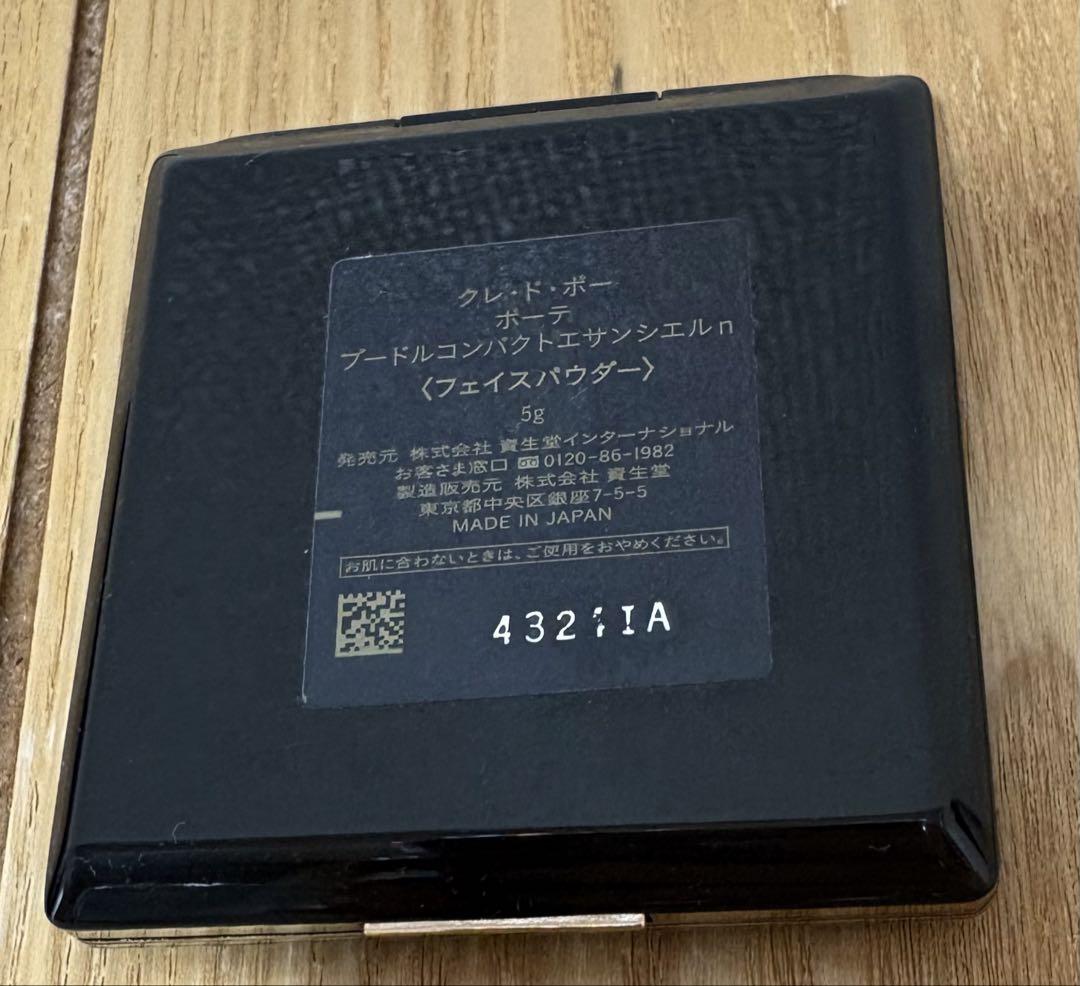 クレ・ド・ポー
ボーテ
プードルコンパクトエサンシエルn
〈フェイスパウダー〉
5g
発売元 株式会社 資生堂インターナショナル
お客さま窓口 0120-86-1982
製造販売元 株式会社 資生堂
東京都中央区銀座7-5-5
MADE IN JAPAN
お肌に合わないときは、ご使用をおやめください。